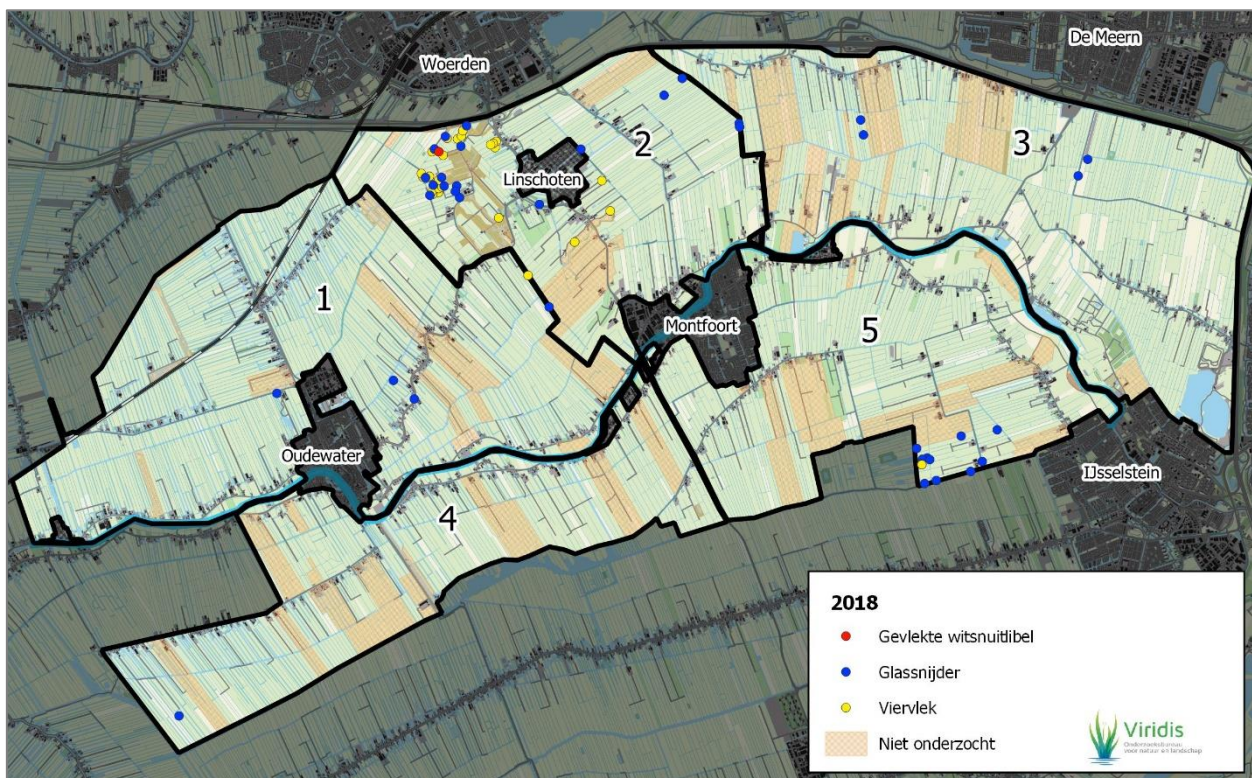 Woerden
De Meern
2
3
Linschoten
1
Montfoort
5
Oudewater
IJsselstein
4
2018
Gevlekte witsnuitlibel
Glassnijder
Viervlek
Niet onderzocht
Viridis
Onderzoeksbureau
voor natuur en landschap